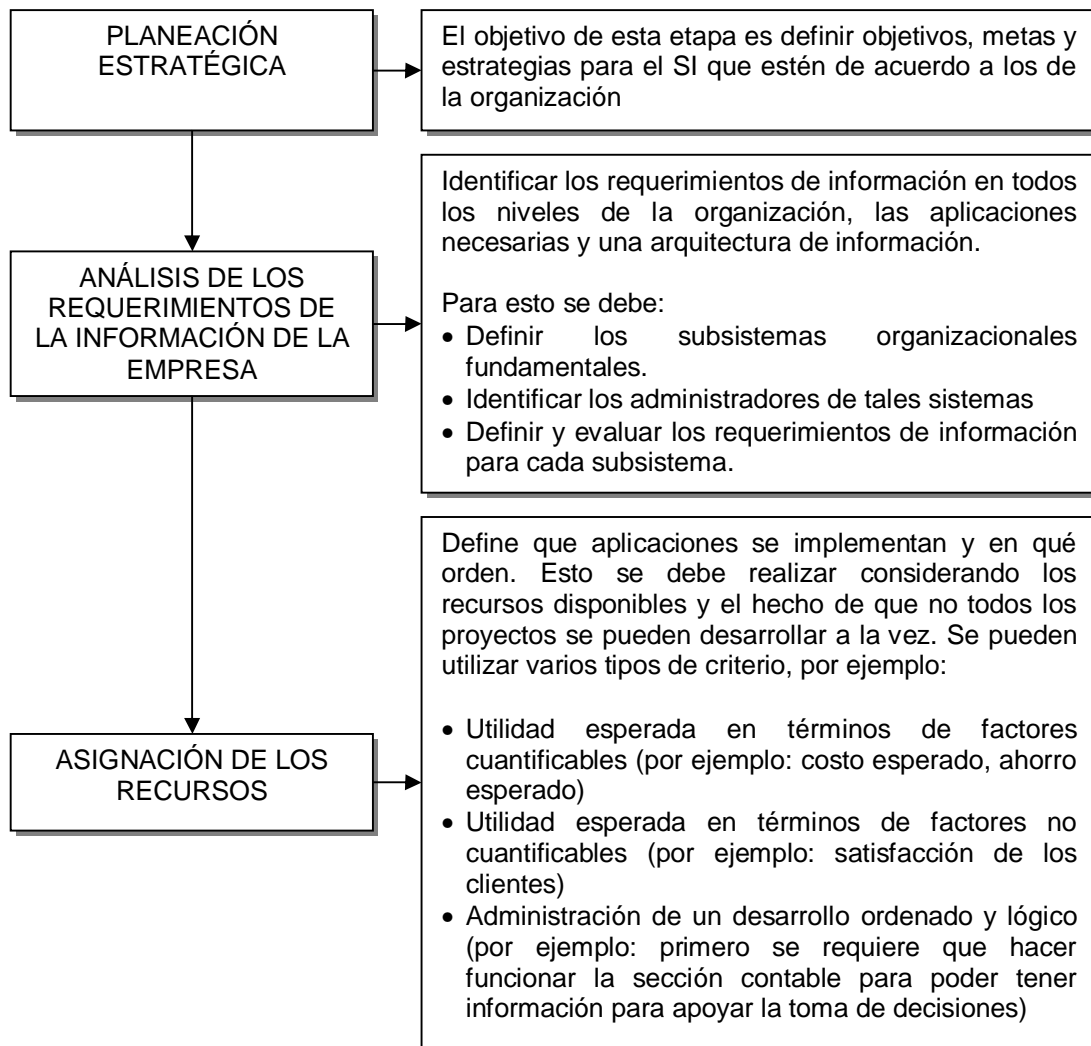 PLANEACIÓN
ESTRATÉGICA
El objetivo de esta etapa es definir objetivos, metas y
estrategias para el SI que estén de acuerdo a los de
la organización
ANÁLISIS DE LOS
REQUERIMIENTOS DE
LA INFORMACIÓN DE LA
EMPRESA
Identificar los requerimientos de información en todos
los niveles de la organización, las aplicaciones
necesarias y una arquitectura de información.
Para esto se debe:
• Definir los subsistemas organizacionales
fundamentales.
• Identificar los administradores de tales sistemas
• Definir y evaluar los requerimientos de información
para cada subsistema.
ASIGNACIÓN DE LOS
RECURSOS
Define que aplicaciones se implementan y en qué
orden. Esto se debe realizar considerando los
recursos disponibles y el hecho de que no todos los
proyectos se pueden desarrollar a la vez. Se pueden
utilizar varios tipos de criterio, por ejemplo:
• Utilidad esperada en términos de factores
cuantificables (por ejemplo: costo esperado, ahorro
esperado)
• Utilidad esperada en términos de factores no
cuantificables (por ejemplo: satisfacción de los
clientes)
• Administración de un desarrollo ordenado y lógico
(por ejemplo: primero se requiere que hacer
funcionar la sección contable para poder tener
información para apoyar la toma de decisiones)